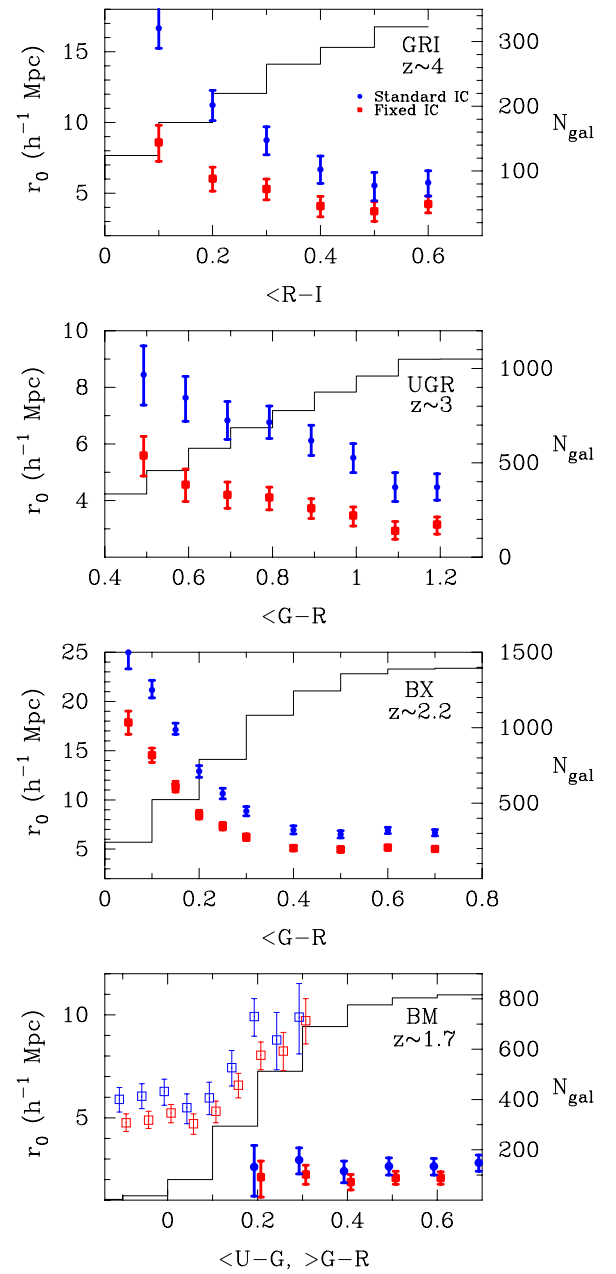 GRI
z~4
Standard IC
Fixed IC
15
10
5
300
200
100
r0 (h−1 Mpc)
Ngal
0 0.2 0.4 0.6
<R−I
UGR
z~3
10
8
6
4
1000
500
0
r0 (h−1 Mpc)
Ngal
0.4 0.6 0.8 1 1.2
<G−R
BX
z~2.2
25
20
15
10
5
1500
1000
500
r0 (h−1 Mpc)
Ngal
0 0.2 0.4 0.6 0.8
<G−R
BM
z~1.7
10
5
800
600
400
200
r0 (h−1 Mpc)
Ngal
0 0.2 0.4 0.6
<U−G, >G−R